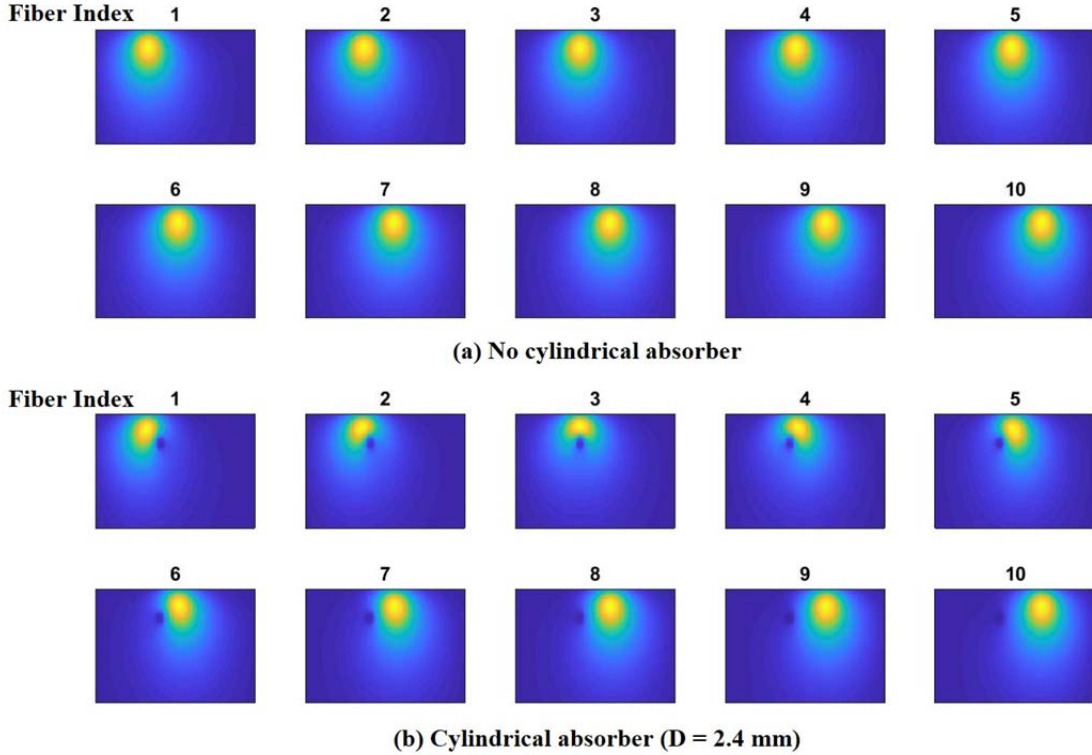 Fiber Index 1 2 3 4 5
6 7 8 9 10
(a) No cylindrical absorber
Fiber Index 1 2 3 4 5
6 7 8 9 10
(b) Cylindrical absorber (D = 2.4 mm)